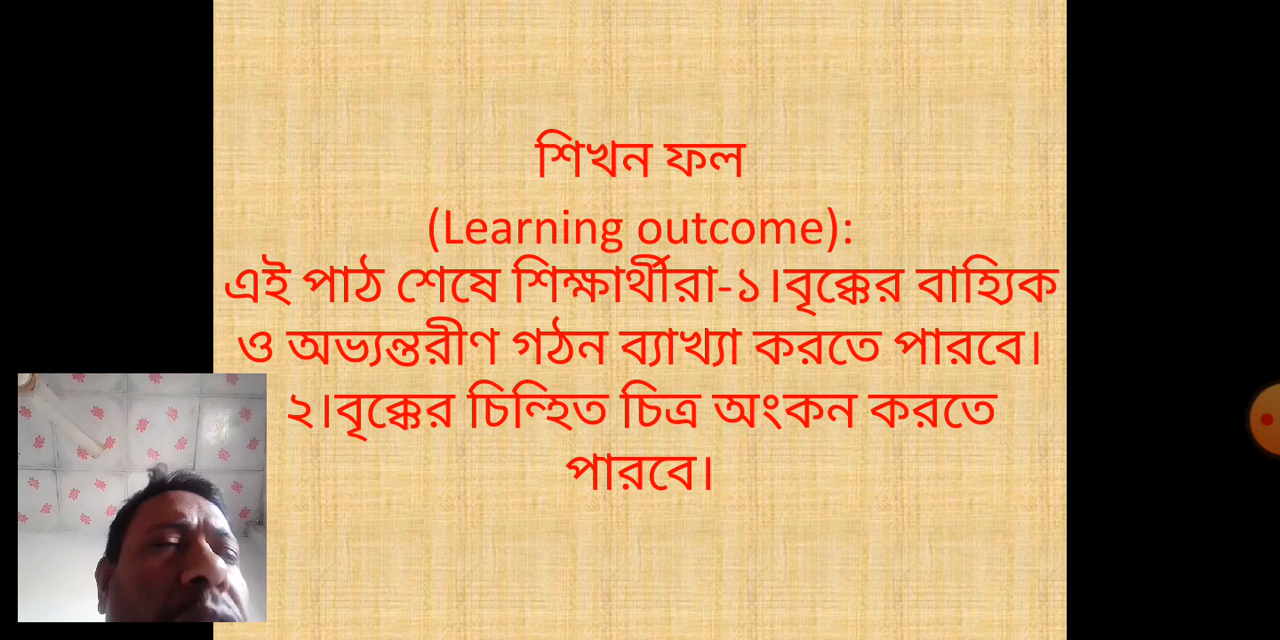 শিখন ফল
(Learning outcome):
এই পাঠ শেষে শিক্ষার্থীরা-১।বৃক্কের বাহ্যিক
ও অভ্যন্তরীণ গঠন ব্যাখ্যা করতে পারবে।
২।বৃক্কের চিন্হিত চিত্র অংকন করতে
পারবে।